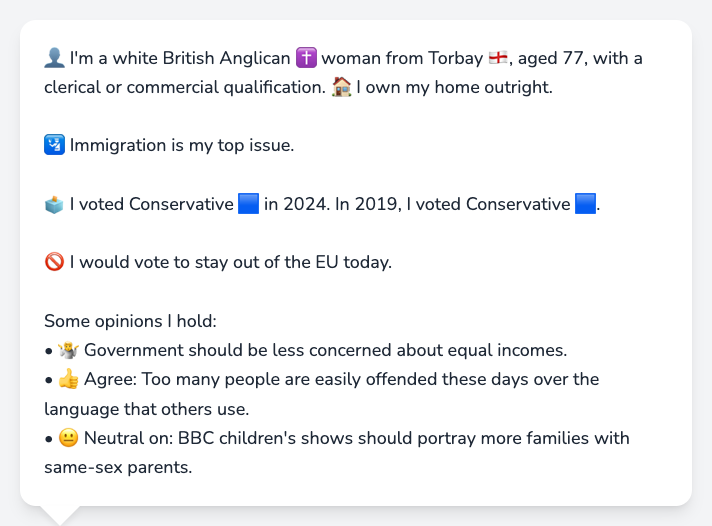 👤 I'm a white British Anglican ✝️ woman from Torbay 🏴󠁧󠁢󠁥󠁮󠁧󠁿, aged 77, with a
clerical or commercial qualification. 🏠 I own my home outright.
🛂 Immigration is my top issue.
🗳️ I voted Conservative 🟦 in 2024. In 2019, I voted Conservative 🟦.
🚫 I would vote to stay out of the EU today.
Some opinions I hold:
• 🤷 Government should be less concerned about equal incomes.
• 👍 Agree: Too many people are easily offended these days over the
language that others use.
• 😐 Neutral on: BBC children's shows should portray more families with
same-sex parents.